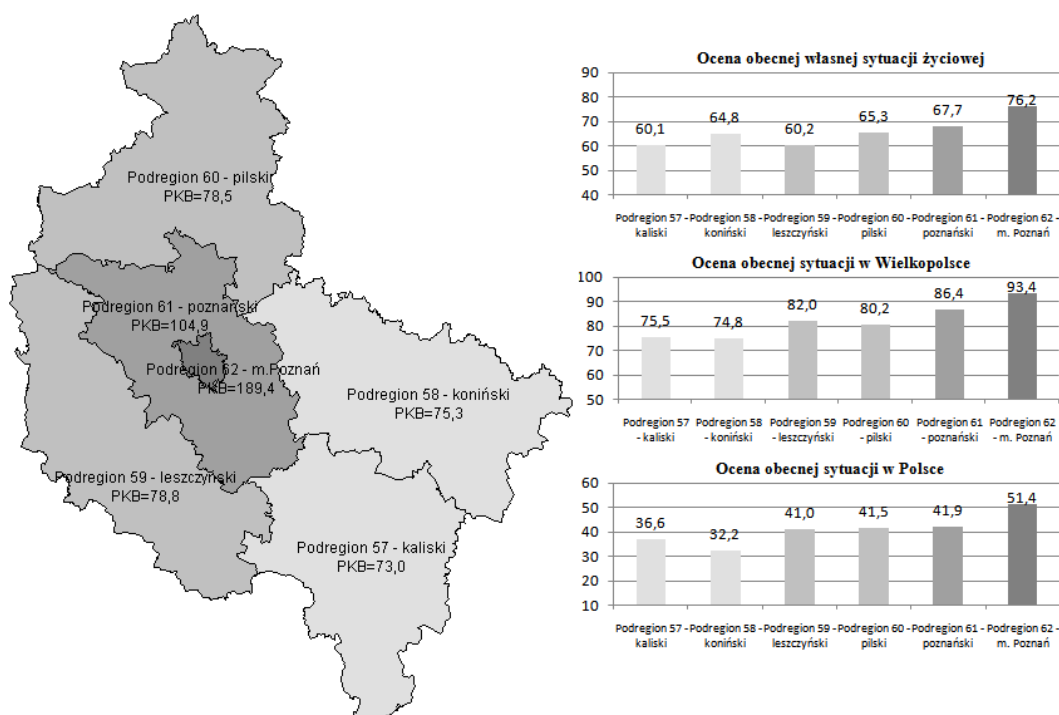 Podregion 60 - pilski
PKB=78,5
Podregion 61 - poznański
PKB=104,9
Podregion 62 - m.Poznań
PKB=189,4
Podregion 58 - koniński
PKB=75,3
Podregion 59 - leszczyński
PKB=78,8
Podregion 57 - kaliski
PKB=73,0
Ocena obecnej własnej sytuacji życiowej
90
80
70
60
50
40
60,1
64,8
60,2
65,3
67,7
76,2
Podregion 57 -
kaliski
Podregion 58 -
koniński
Podregion 59 -
leszczyński
Podregion 60 -
pilski
Podregion 61 -
poznański
Podregion 62 -
m. Poznań
Ocena obecnej sytuacji w Wielkopolsce
100
90
80
70
60
50
75,5
74,8
82,0
80,2
86,4
93,4
Podregion 57
- kaliski
Podregion 58
- koniński
Podregion 59
- leszczyński
Podregion 60
- pilski
Podregion 61
- poznański
Podregion 62
- m. Poznań
Ocena obecnej sytuacji w Polsce
60
50
40
30
20
10
36,6
32,2
41,0
41,5
41,9
51,4
Podregion 57 -
kaliski
Podregion 58 -
koniński
Podregion 59 -
leszczyński
Podregion 60 -
pilski
Podregion 61 -
poznański
Podregion 62 -
m. Poznań